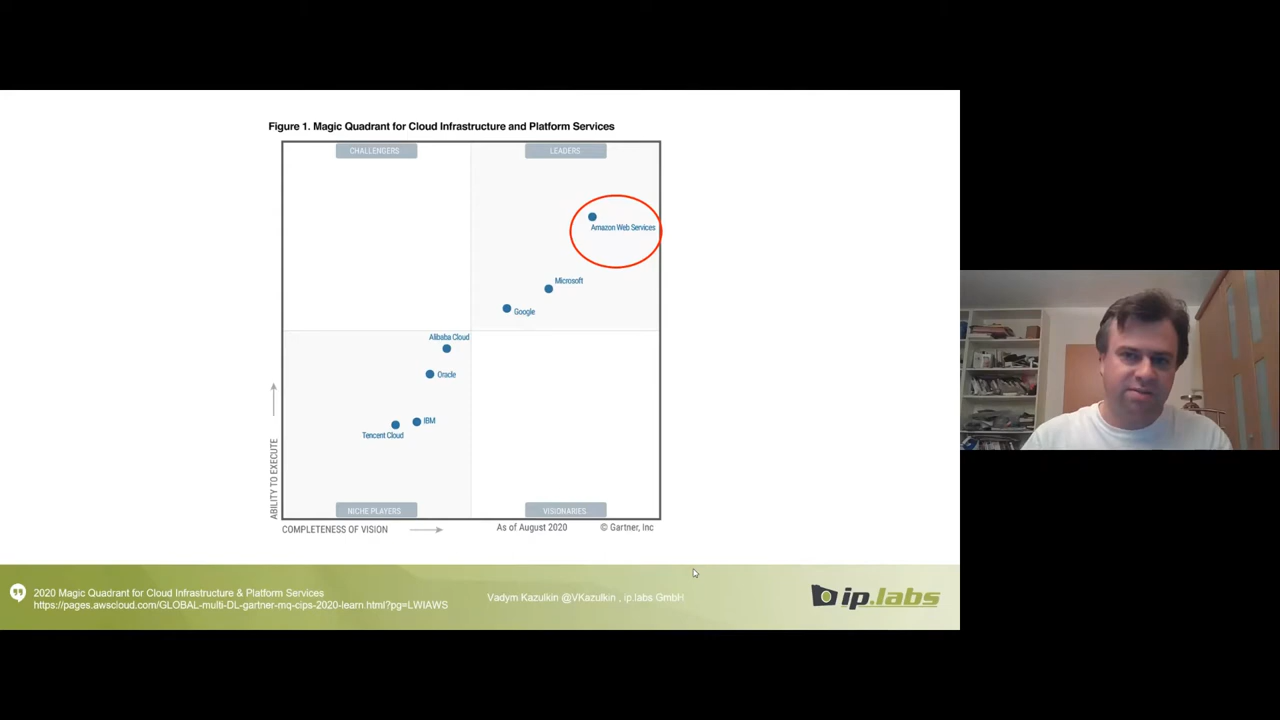 Figure 1. Magic Quadrant for Cloud Infrastructure and Platform Services
CHALLENGERS
LEADERS
Amazon Web Services
Microsoft
Google
Alibaba Cloud
Oracle
IBM
Tencent Cloud
ABILITY TO EXECUTE
NICHE PLAYERS
VISIONARIES
COMPLETENESS OF VISION
As of August 2020
© Gartner, Inc
2020 Magic Quadrant for Cloud Infrastructure & Platform Services
https://pages.awscloud.com/GLOBAL-multi-DL-gartner-mq-cips-2020-learn.html?pg=LWIAWS
Vadym Kazulkin @VKazulkin , ip.labs GmbH
ip.labs